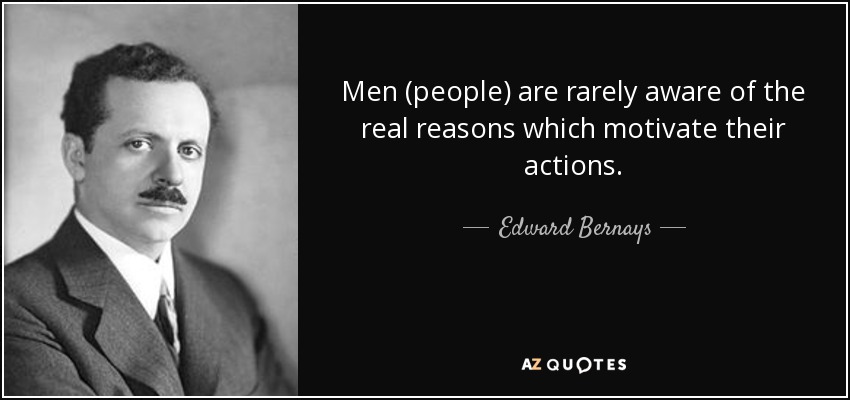 Men (people) are rarely aware of the
real reasons which motivate their
actions.
Edward Bernays
AZ QUOTES